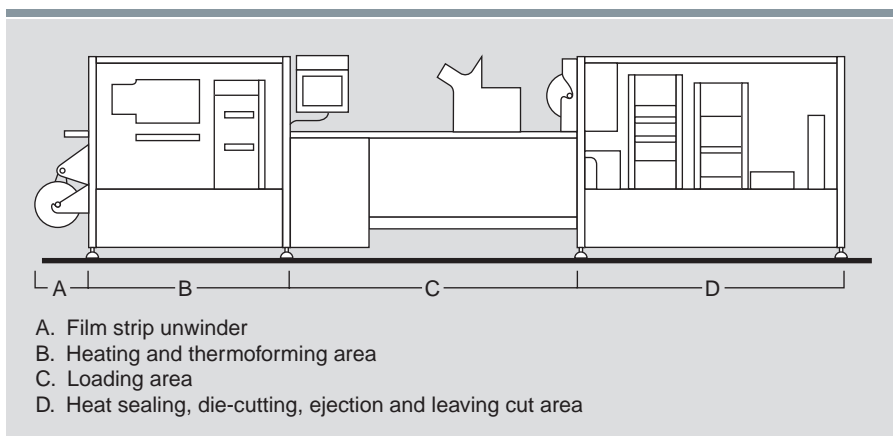 A B C D
A. Film strip unwinder
B. Heating and thermoforming area
C. Loading area
D. Heat sealing, die-cutting, ejection and leaving cut area